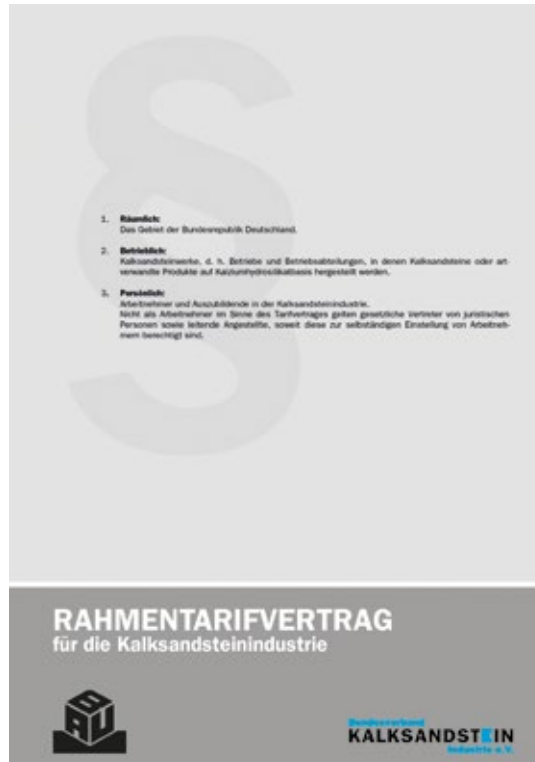 §
1. Räumlich:
Das Gebiet der Bundesrepublik Deutschland.
2. Betrieblich:
Kalksandsteinwerke, d. h. Betriebe und Betriebsabteilungen, in denen Kalksandsteine oder art-
verwandte Produkte auf Kalziumhydrosilikatbasis hergestellt werden.
3. Persönlich:
Arbeitnehmer und Auszubildende in der Kalksandsteinindustrie.
Nicht als Arbeitnehmer im Sinne des Tarifvertrages gelten gesetzliche Vertreter von juristischen
Personen sowie leitende Angestellte, soweit diese zur selbständigen Einstellung von Arbeitneh-
mern berechtigt sind.
RAHMENTARIFVERTRAG
für die Kalksandsteinindustrie
BAU
Bundesverband
KALKSANDSTEIN
Industrie e.V.